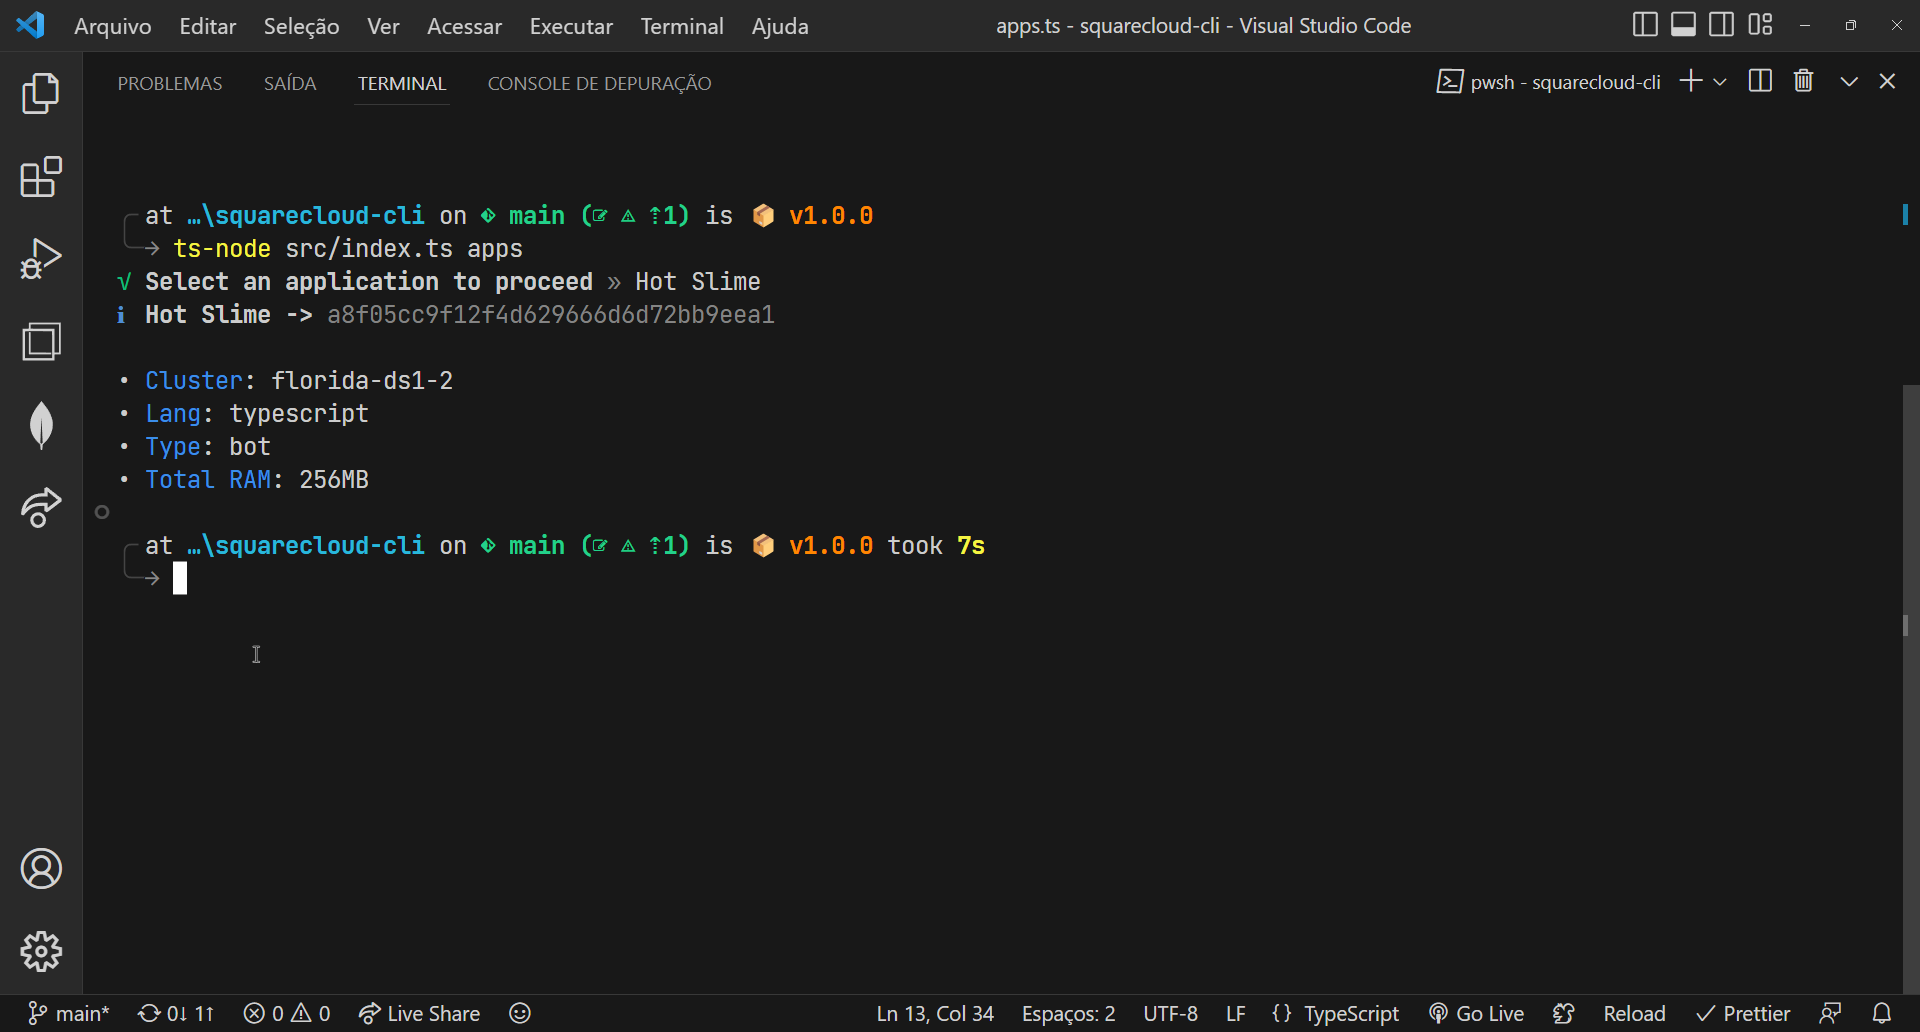 Arquivo Editar Seleção Ver Acessar Executar Terminal Ajuda apps.ts - squarecloud-cli - Visual Studio Code
PROBLEMAS SAÍDA TERMINAL CONSOLE DE DEPURAÇÃO pwsh - squarecloud-cli
at …\squarecloud-cli on main ( ⇡1) is 📦 v1.0.0
→ ts-node src/index.ts apps
√ Select an application to proceed » Hot Slime
i Hot Slime -> a8f05cc9f12f4d629666d6d72bb9eea1
• Cluster: florida-ds1-2
• Lang: typescript
• Type: bot
• Total RAM: 256MB
at …\squarecloud-cli on main ( ⇡1) is 📦 v1.0.0 took 7s
→
main* 0↓ 1↑ 0 0 Live Share Ln 13, Col 34 Espaços: 2 UTF-8 LF {} TypeScript Go Live Reload ✓ Prettier